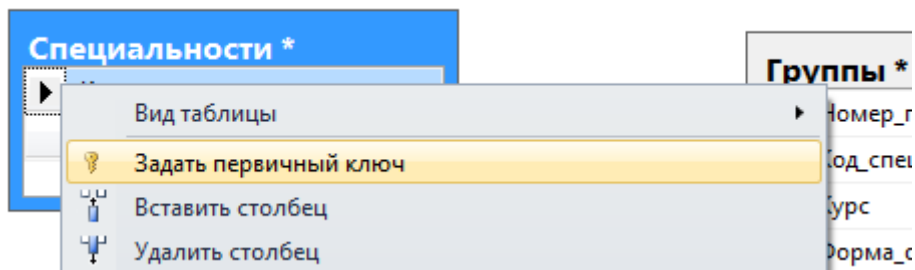 Специальности *
Группы *
Вид таблицы
Номер_г
Задать первичный ключ
Код_спец
Вставить столбец
Курс
Удалить столбец
Форма_о